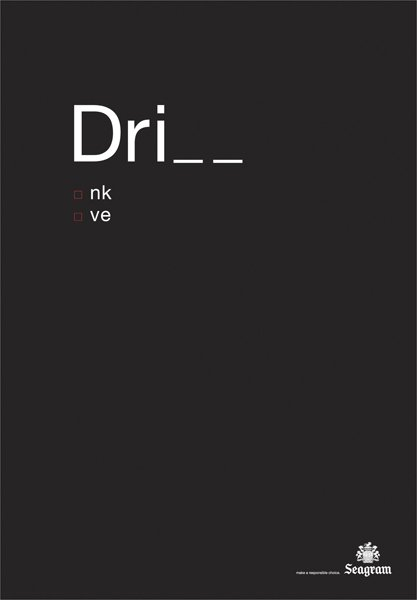 Dri_ _
□ nk
□ ve
make a responsible choice.
Seagram